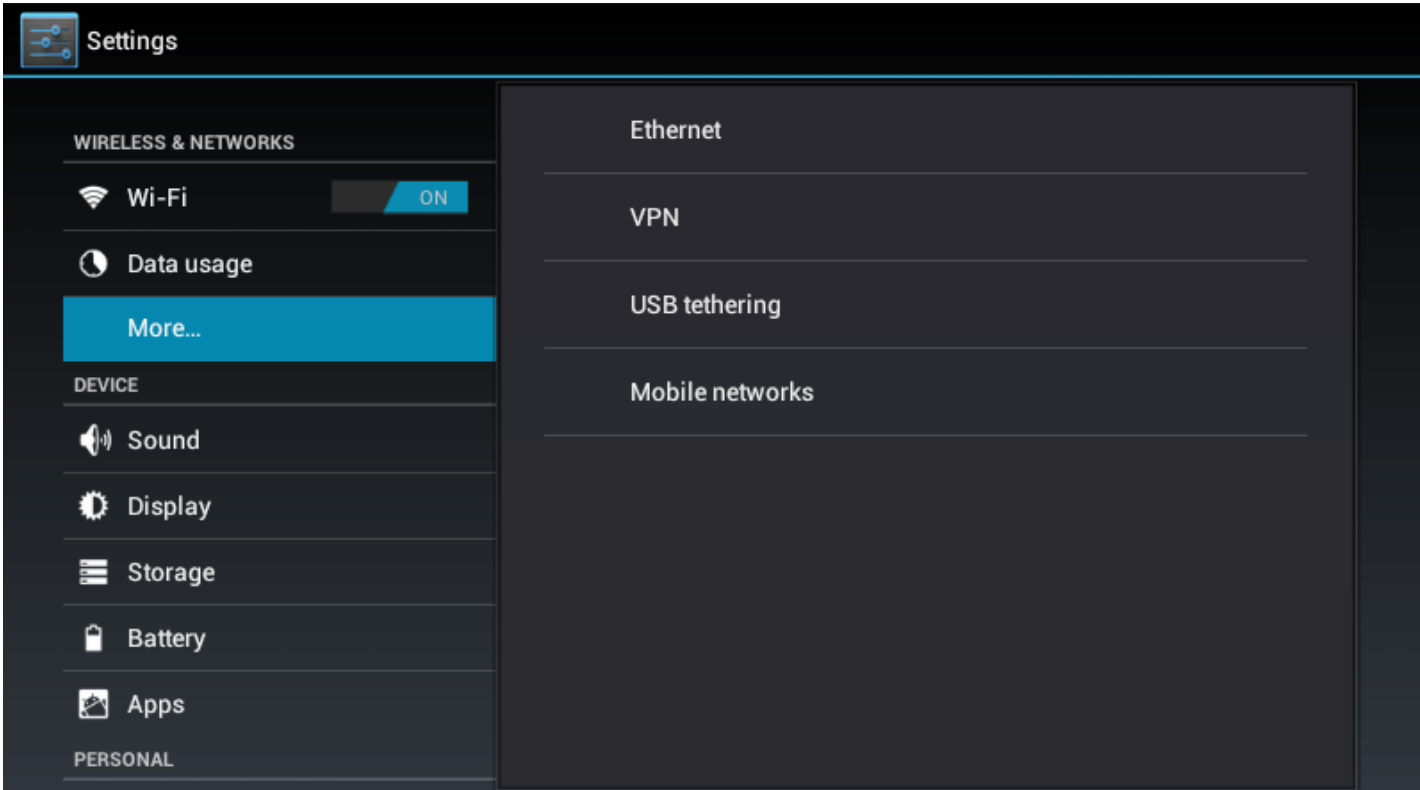 Settings
WIRELESS & NETWORKS
Wi-Fi ON
Data usage
More...
DEVICE
Sound
Display
Storage
Battery
Apps
PERSONAL
Ethernet
VPN
USB tethering
Mobile networks